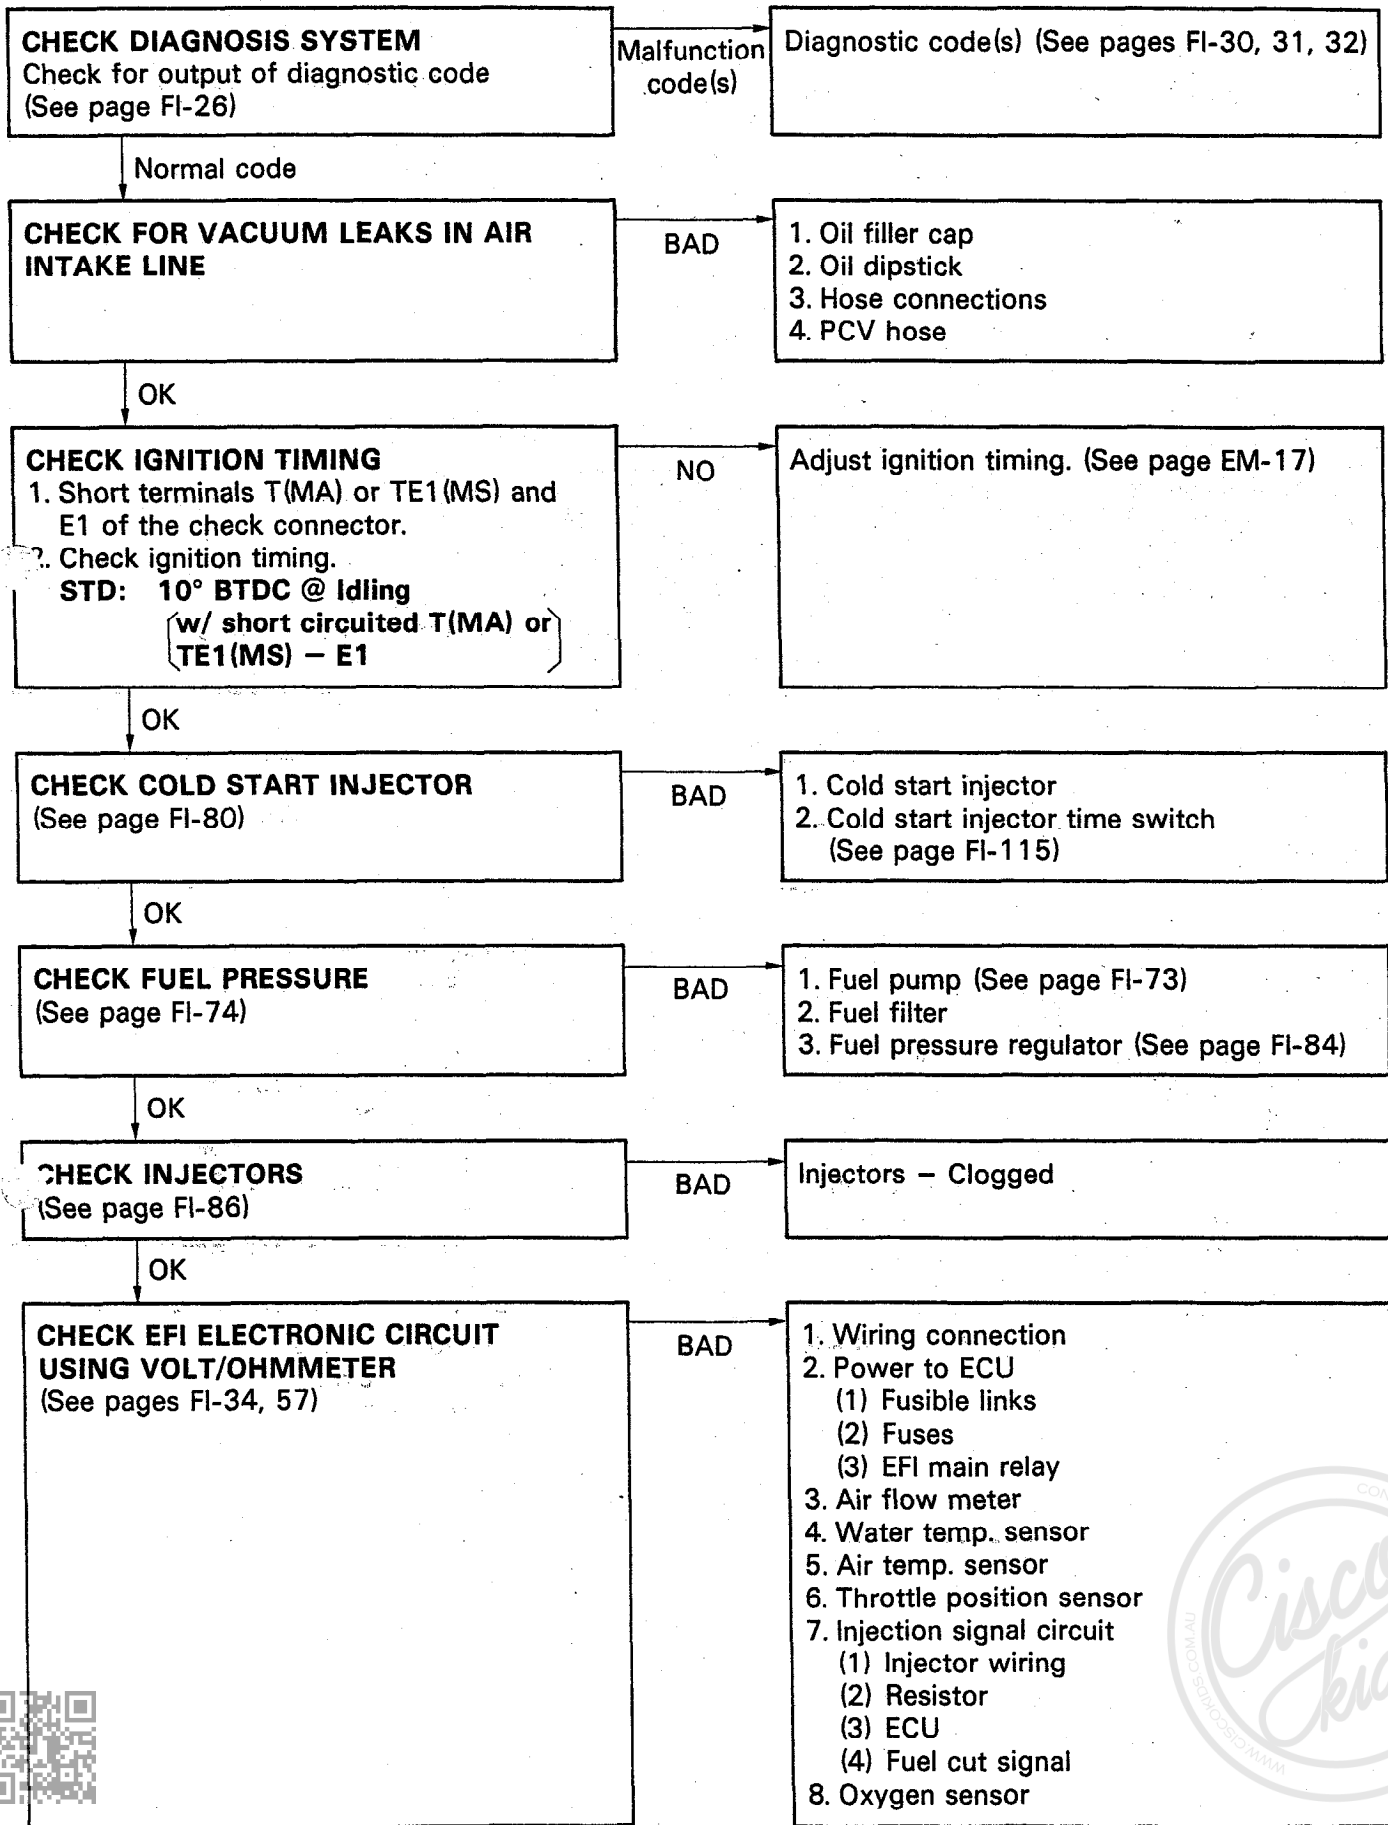 CHECK DIAGNOSIS SYSTEM
Check for output of diagnostic code
(See page FI-26)
Malfunction
code(s)
Diagnostic code(s) (See pages FI-30, 31, 32)
Normal code
CHECK FOR VACUUM LEAKS IN AIR
INTAKE LINE
BAD
1. Oil filler cap
2. Oil dipstick
3. Hose connections
4. PCV hose
OK
CHECK IGNITION TIMING
1. Short terminals T(MA) or TE1(MS) and
E1 of the check connector.
2. Check ignition timing.
STD: 10° BTDC @ Idling
(w/ short circuited T(MA) or
TE1(MS) – E1)
NO
Adjust ignition timing. (See page EM-17)
OK
CHECK COLD START INJECTOR
(See page FI-80)
BAD
1. Cold start injector
2. Cold start injector time switch
(See page FI-115)
OK
CHECK FUEL PRESSURE
(See page FI-74)
BAD
1. Fuel pump (See page FI-73)
2. Fuel filter
3. Fuel pressure regulator (See page FI-84)
OK
CHECK INJECTORS
(See page FI-86)
BAD
Injectors – Clogged
OK
CHECK EFI ELECTRONIC CIRCUIT
USING VOLT/OHMMETER
(See pages FI-34, 57)
BAD
1. Wiring connection
2. Power to ECU
(1) Fusible links
(2) Fuses
(3) EFI main relay
3. Air flow meter
4. Water temp. sensor
5. Air temp. sensor
6. Throttle position sensor
7. Injection signal circuit
(1) Injector wiring
(2) Resistor
(3) ECU
(4) Fuel cut signal
8. Oxygen sensor
Cisco
WWW.CISCOKIDS.COM.AU